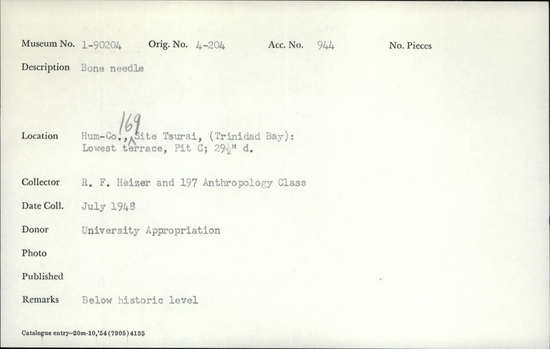 Museum No. 1-90204 Orig. No. 4-204 Acc. No. 944 No. Pieces
Description Bone needle
169
Location Hum-Co., Site Tsurai, (Trinidad Bay):
Lowest terrace, Pit C; 29½" d.
Collector R. F. Heizer and 197 Anthropology Class
Date Coll. July 1948
Donor University Appropriation
Photo
Published
Remarks Below historic level
Catalogue entry—20m-10,'54(7905)4155